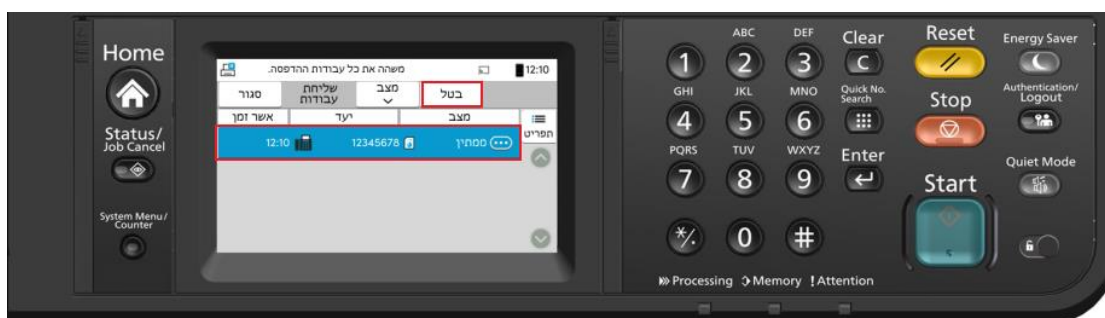 Home
Status/
Job Cancel
System Menu/
Counter
משהה את כל עבודות ההדפסה.
12:10
סגור
שליחת
עבודות
מצב
בטל
אשר זמן
יעד
מצב
תפריט
12:10
12345678
ממתין
1
ABC
2
DEF
3
Clear
C
GHI
4
JKL
5
MNO
6
Quick No.
Search
PQRS
7
TUV
8
WXYZ
9
Enter
*/.
0
#
Reset
Stop
Start
Energy Saver
Authentication/
Logout
Quiet Mode
Processing
Memory
!Attention